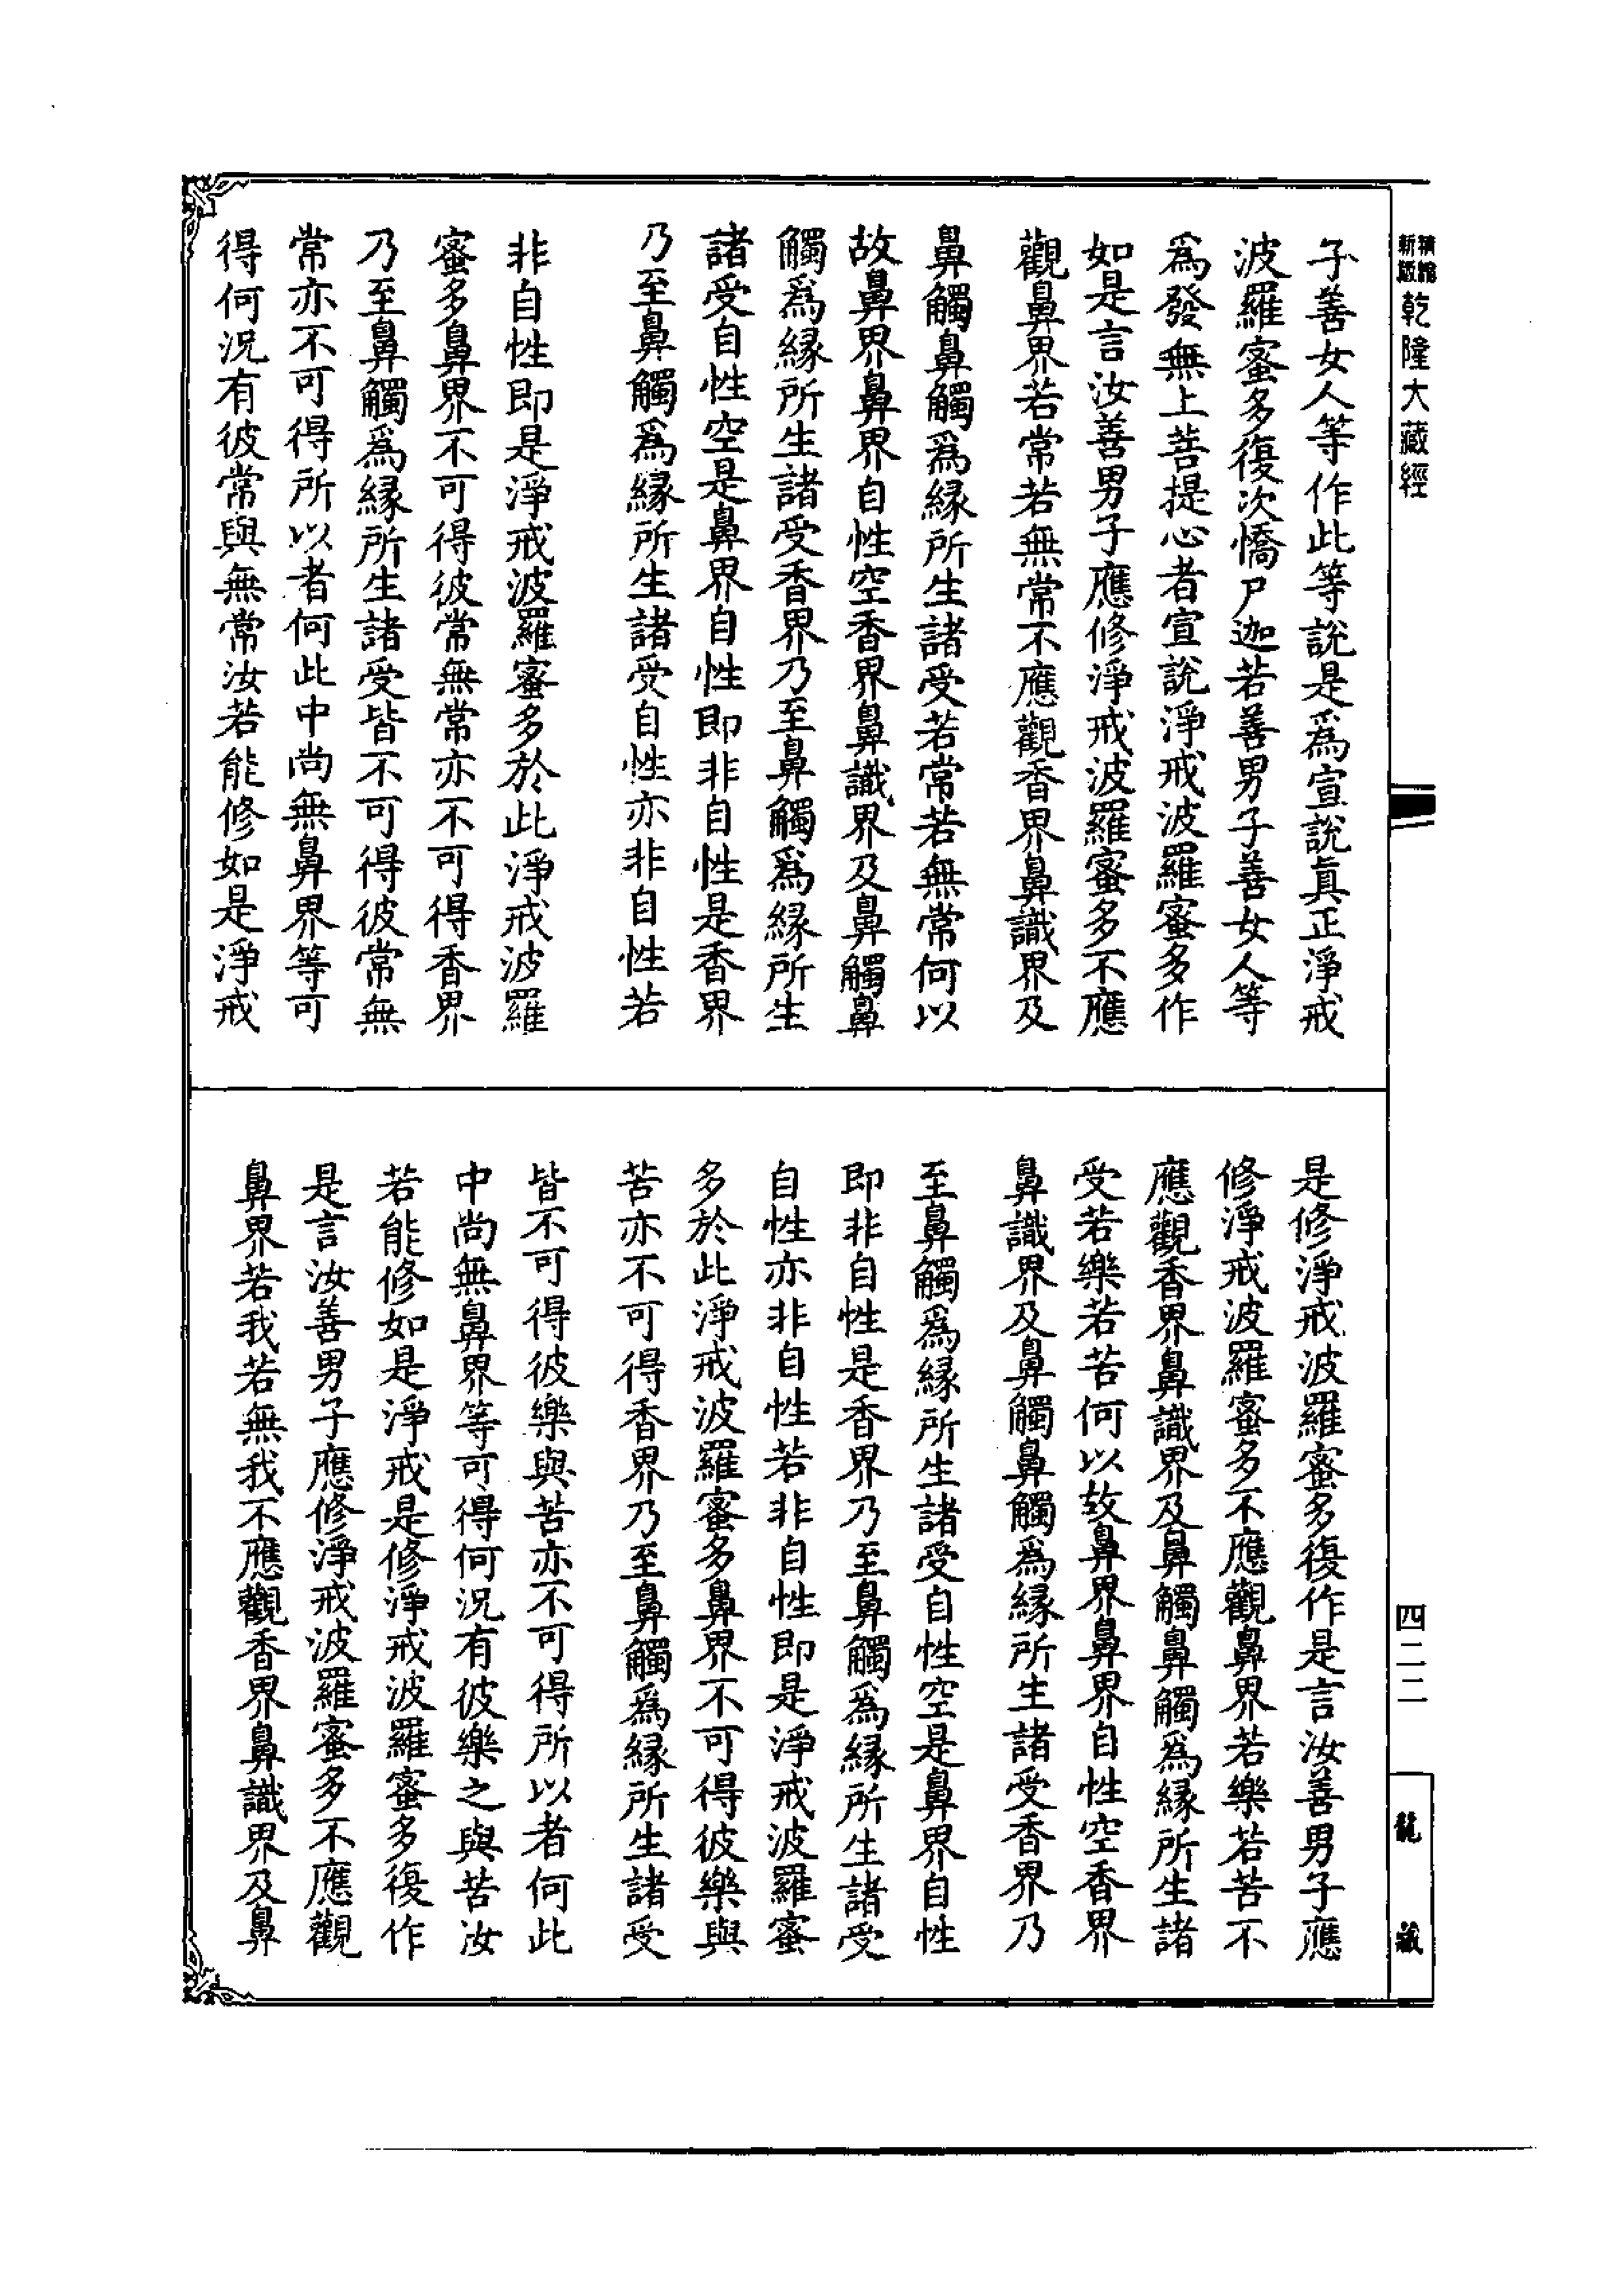 精縮
新版
乾隆大藏經
子善女人等作此等說是爲宣說眞正淨戒
波羅蜜多復次憍尸迦若善男子善女人等
爲發無上菩提心者宣說淨戒波羅蜜多作
如是言汝善男子應修淨戒波羅蜜多不應
觀鼻界若常若無常不應觀香界鼻識界及
鼻觸鼻觸爲緣所生諸受若常若無常何以
故鼻界鼻界自性空香界鼻識界及鼻觸鼻
觸爲緣所生諸受香界乃至鼻觸爲緣所生
諸受自性空是鼻界自性即非自性是香界
乃至鼻觸爲緣所生諸受自性亦非自性若
非自性即是淨戒波羅蜜多於此淨戒波羅
蜜多鼻界不可得彼常無常亦不可得香界
乃至鼻觸爲緣所生諸受皆不可得彼常無
常亦不可得所以者何此中尚無鼻界等可
得何況有彼常與無常汝若能修如是淨戒
是修淨戒波羅蜜多復作是言汝善男子應
修淨戒波羅蜜多不應觀鼻界若樂若苦不
應觀香界鼻識界及鼻觸鼻觸爲緣所生諸
受若樂若苦何以故鼻界鼻界自性空香界
鼻識界及鼻觸鼻觸爲緣所生諸受香界乃
至鼻觸爲緣所生諸受自性空是鼻界自性
即非自性是香界乃至鼻觸爲緣所生諸受
自性亦非自性若非自性即是淨戒波羅蜜
多於此淨戒波羅蜜多鼻界不可得彼樂與
苦亦不可得香界乃至鼻觸爲緣所生諸受
皆不可得彼樂與苦亦不可得所以者何此
中尚無鼻界等可得何況有彼樂之與苦汝
若能修如是淨戒是修淨戒波羅蜜多復作
是言汝善男子應修淨戒波羅蜜多不應觀
鼻界若我若無我不應觀香界鼻識界及鼻
四二二
龍藏